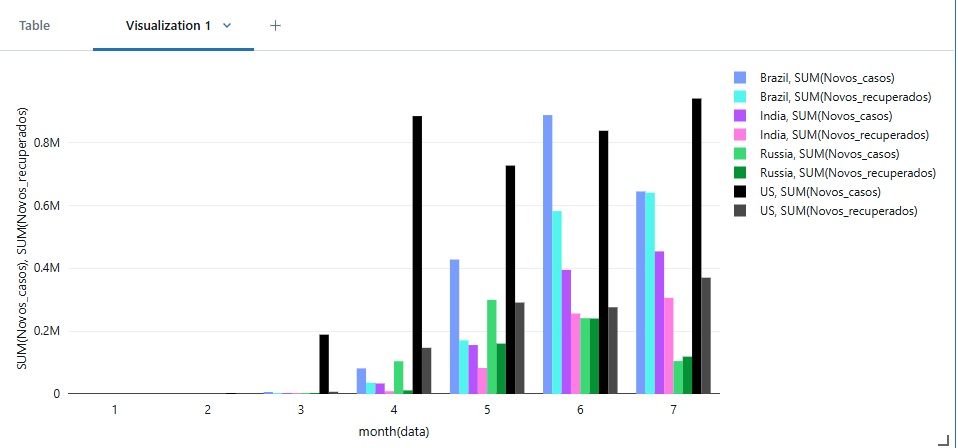 Table
Visualization 1
SUM(Novos_casos), SUM(Novos_recuperados)
0.8M
0.6M
0.4M
0.2M
0
1 2 3 4 5 6 7
month(data)
Brazil, SUM(Novos_casos)
Brazil, SUM(Novos_recuperados)
India, SUM(Novos_casos)
India, SUM(Novos_recuperados)
Russia, SUM(Novos_casos)
Russia, SUM(Novos_recuperados)
US, SUM(Novos_casos)
US, SUM(Novos_recuperados)